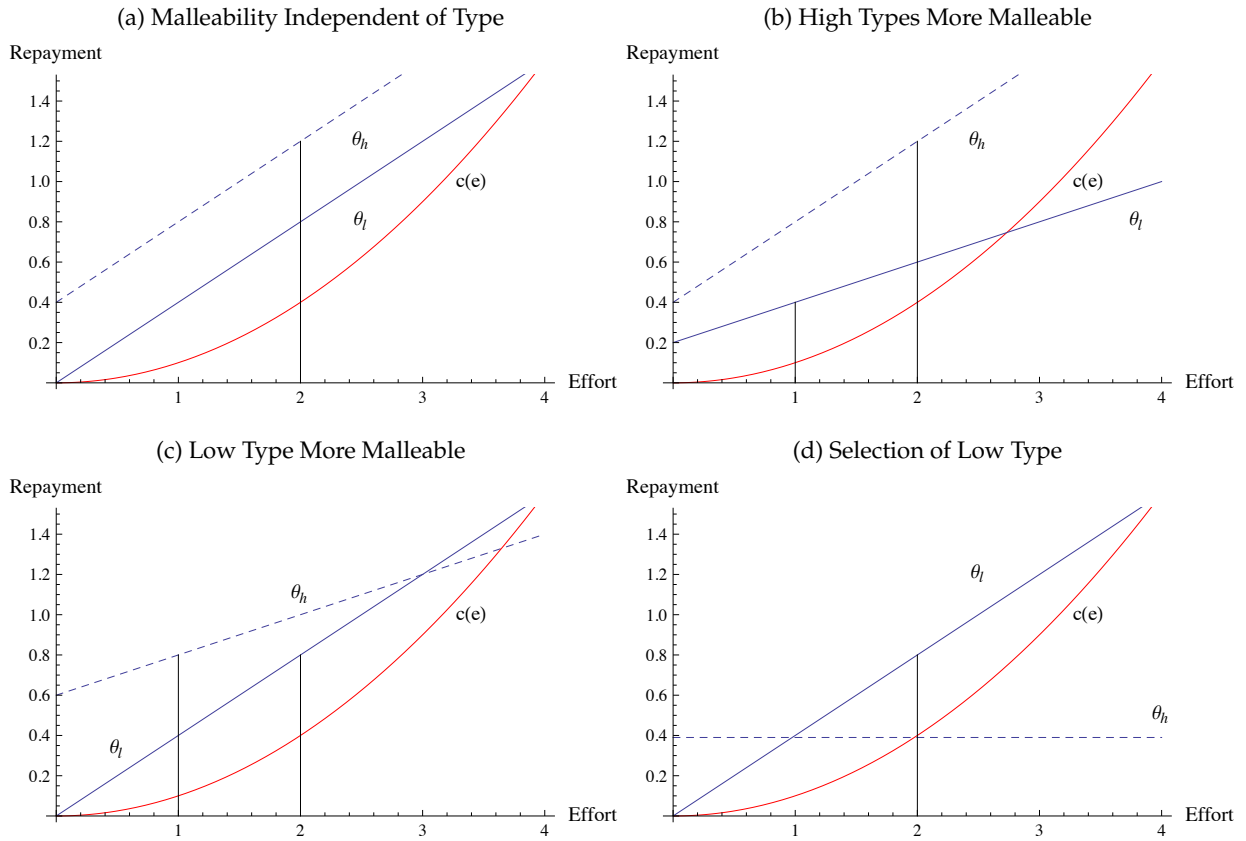 (a) Malleability Independent of Type
Repayment
1.4
1.2
1.0
0.8
0.6
0.4
0.2
θh
θl
c(e)
1 2 3 4
Effort
(b) High Types More Malleable
Repayment
1.4
1.2
1.0
0.8
0.6
0.4
0.2
θh
c(e)
θl
1 2 3 4
Effort
(c) Low Type More Malleable
Repayment
1.4
1.2
1.0
0.8
0.6
0.4
0.2
θh
c(e)
θl
1 2 3 4
Effort
(d) Selection of Low Type
Repayment
1.4
1.2
1.0
0.8
0.6
0.4
0.2
θl
c(e)
θh
1 2 3 4
Effort